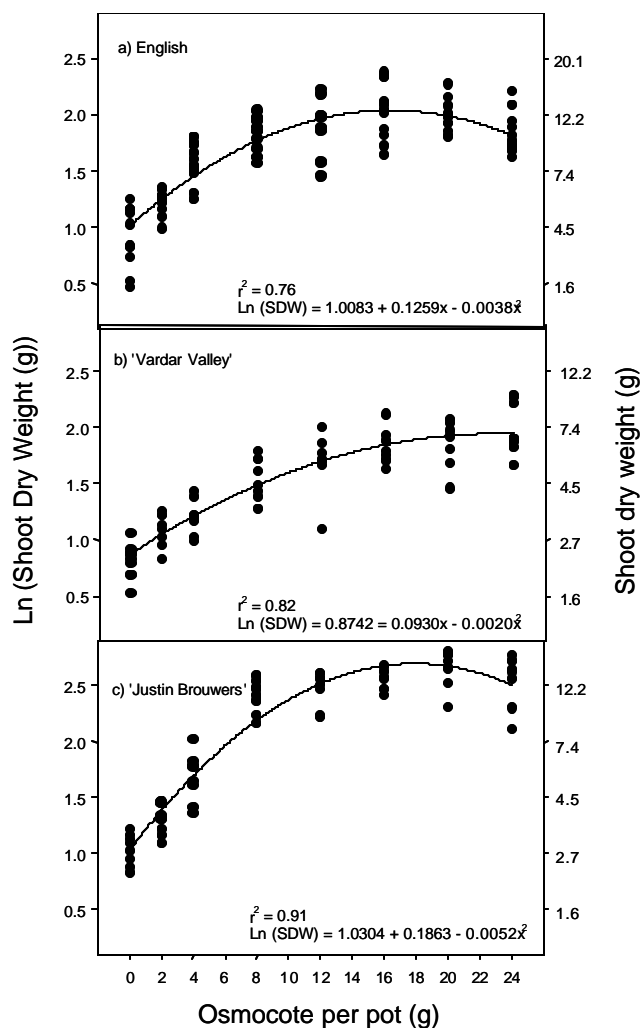 a) English
2.5
2.0
1.5
1.0
0.5
20.1
12.2
7.4
4.5
1.6
r² = 0.76
Ln (SDW) = 1.0083 + 0.1259x - 0.0038x²
b) 'Vardar Valley'
2.5
2.0
1.5
1.0
0.5
12.2
7.4
4.5
2.7
1.6
r² = 0.82
Ln (SDW) = 0.8742 = 0.0930x - 0.0020x²
c) 'Justin Brouwers'
2.5
2.0
1.5
1.0
0.5
12.2
7.4
4.5
2.7
1.6
r² = 0.91
Ln (SDW) = 1.0304 + 0.1863 - 0.0052x²
Ln (Shoot Dry Weight (g))
Shoot dry weight (g)
0 2 4 6 8 10 12 14 16 18 20 22 24
Osmocote per pot (g)